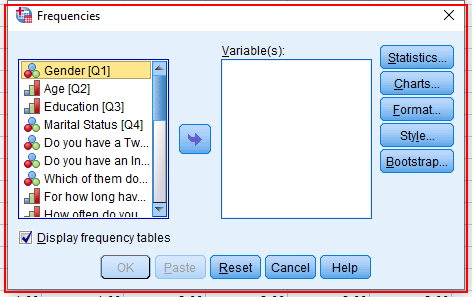 Frequencies
Variable(s):
Gender [Q1]
Age [Q2]
Education [Q3]
Marital Status [Q4]
Do you have a Tw...
Do you have an In...
Which of them do...
For how long hav...
How often do you
Statistics...
Charts...
Format...
Style...
Bootstrap...
Display frequency tables
OK
Paste
Reset
Cancel
Help